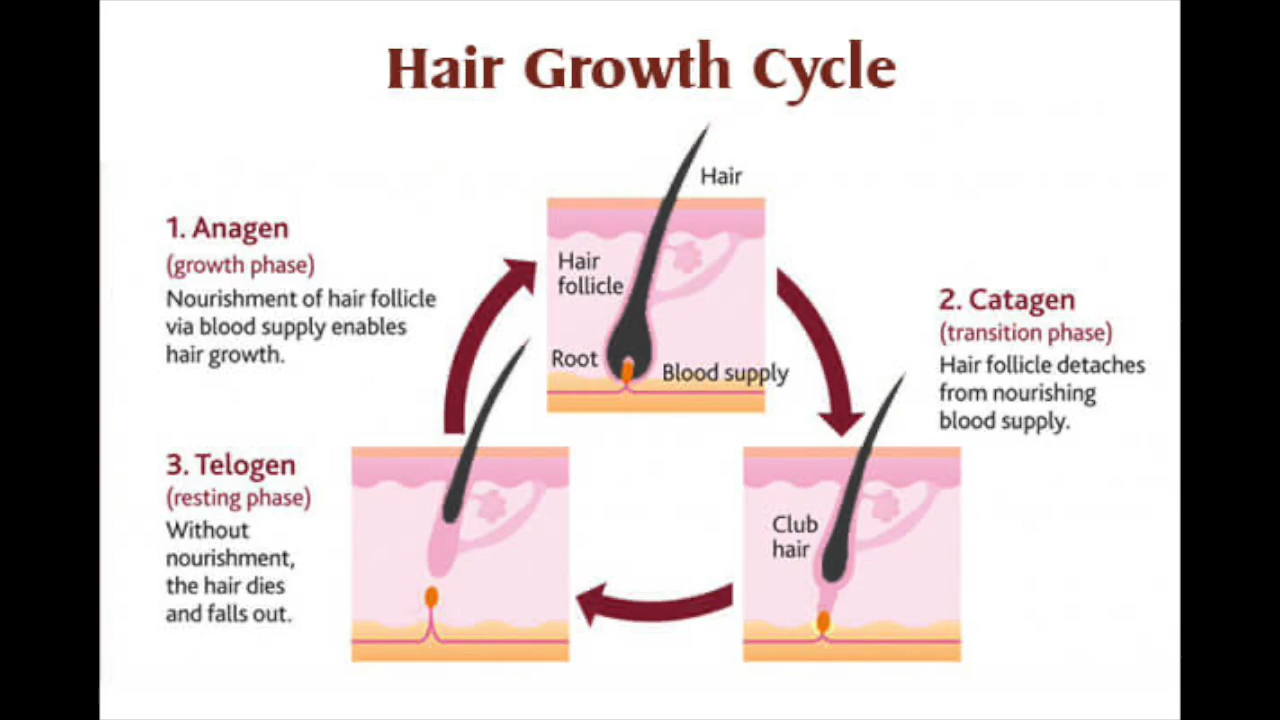 Hair Growth Cycle
Hair
Hair
follicle
Root
Blood supply
1. Anagen
(growth phase)
Nourishment of hair follicle
via blood supply enables
hair growth.
2. Catagen
(transition phase)
Hair follicle detaches
from nourishing
blood supply.
Club
hair
3. Telogen
(resting phase)
Without
nourishment,
the hair dies
and falls out.